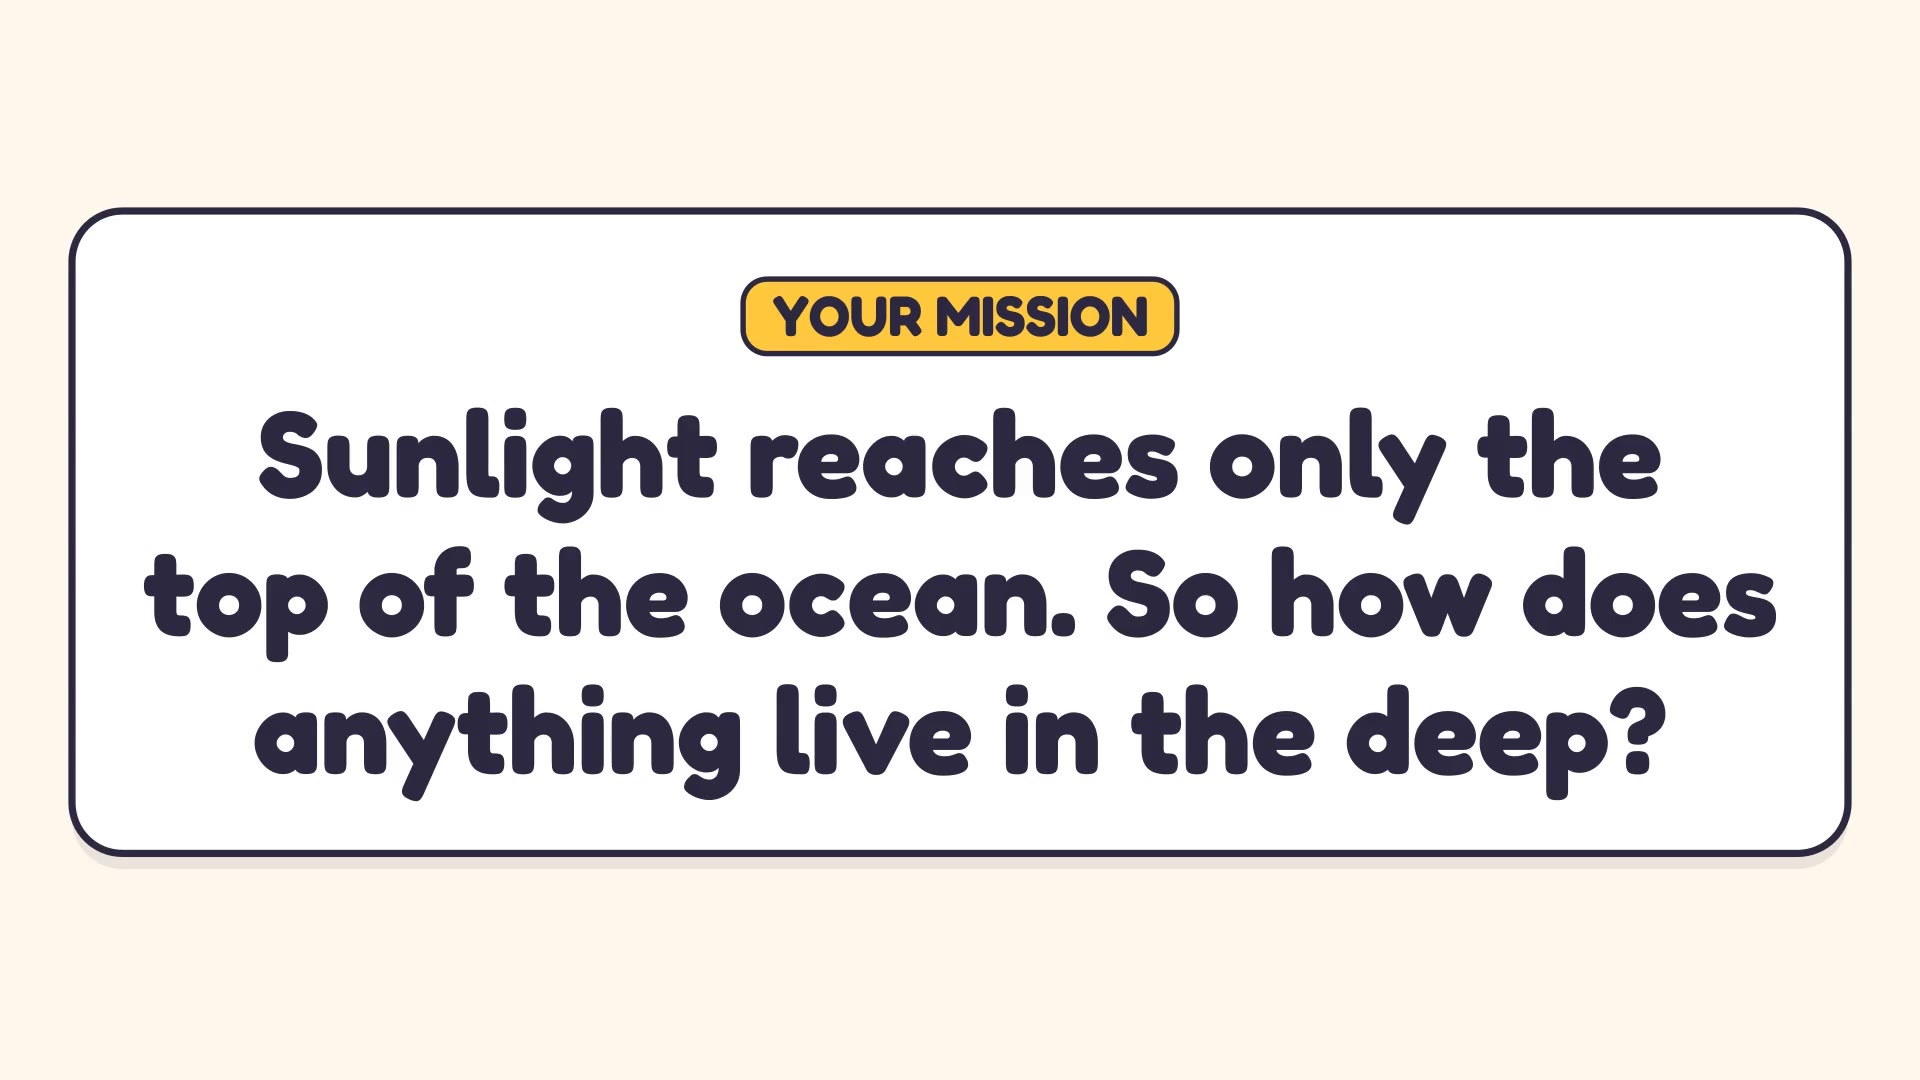 YOUR MISSION
Sunlight reaches only the
top of the ocean. So how does
anything live in the deep?